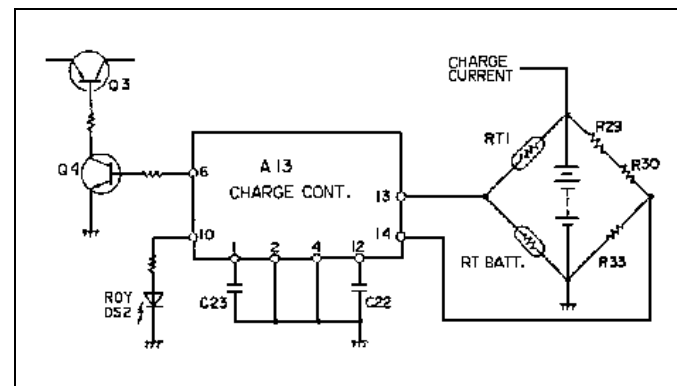 Q3
CHARGE
CURRENT
R29
RT1
R30
Q4
6
A 13
CHARGE CONT.
13
14
10
1
2
4
12
RT BATT.
R33
RDY
DS2
C23
C22